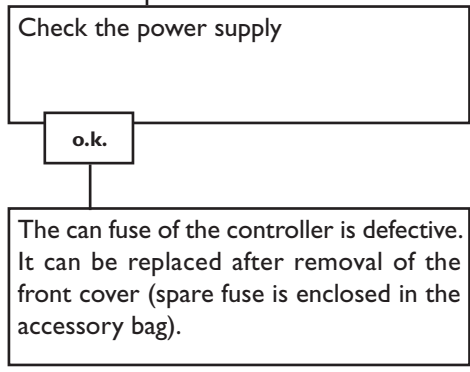 Check the power supply
o.k.
The can fuse of the controller is defective.
It can be replaced after removal of the
front cover (spare fuse is enclosed in the
accessory bag).